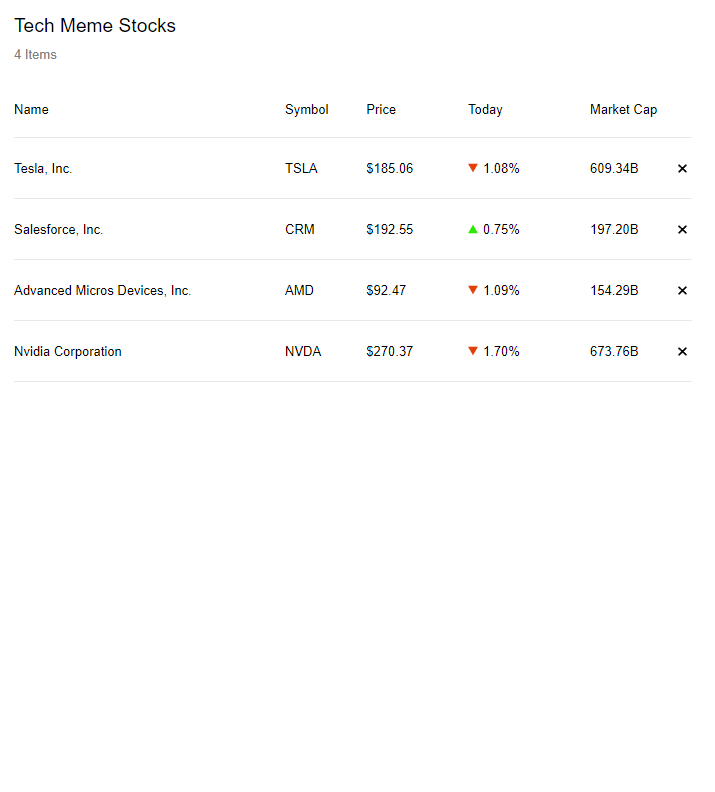 Tech Meme Stocks
4 Items
Name Symbol Price Today Market Cap
Tesla, Inc. TSLA $185.06 1.08% 609.34B
Salesforce, Inc. CRM $192.55 0.75% 197.20B
Advanced Micros Devices, Inc. AMD $92.47 1.09% 154.29B
Nvidia Corporation NVDA $270.37 1.70% 673.76B